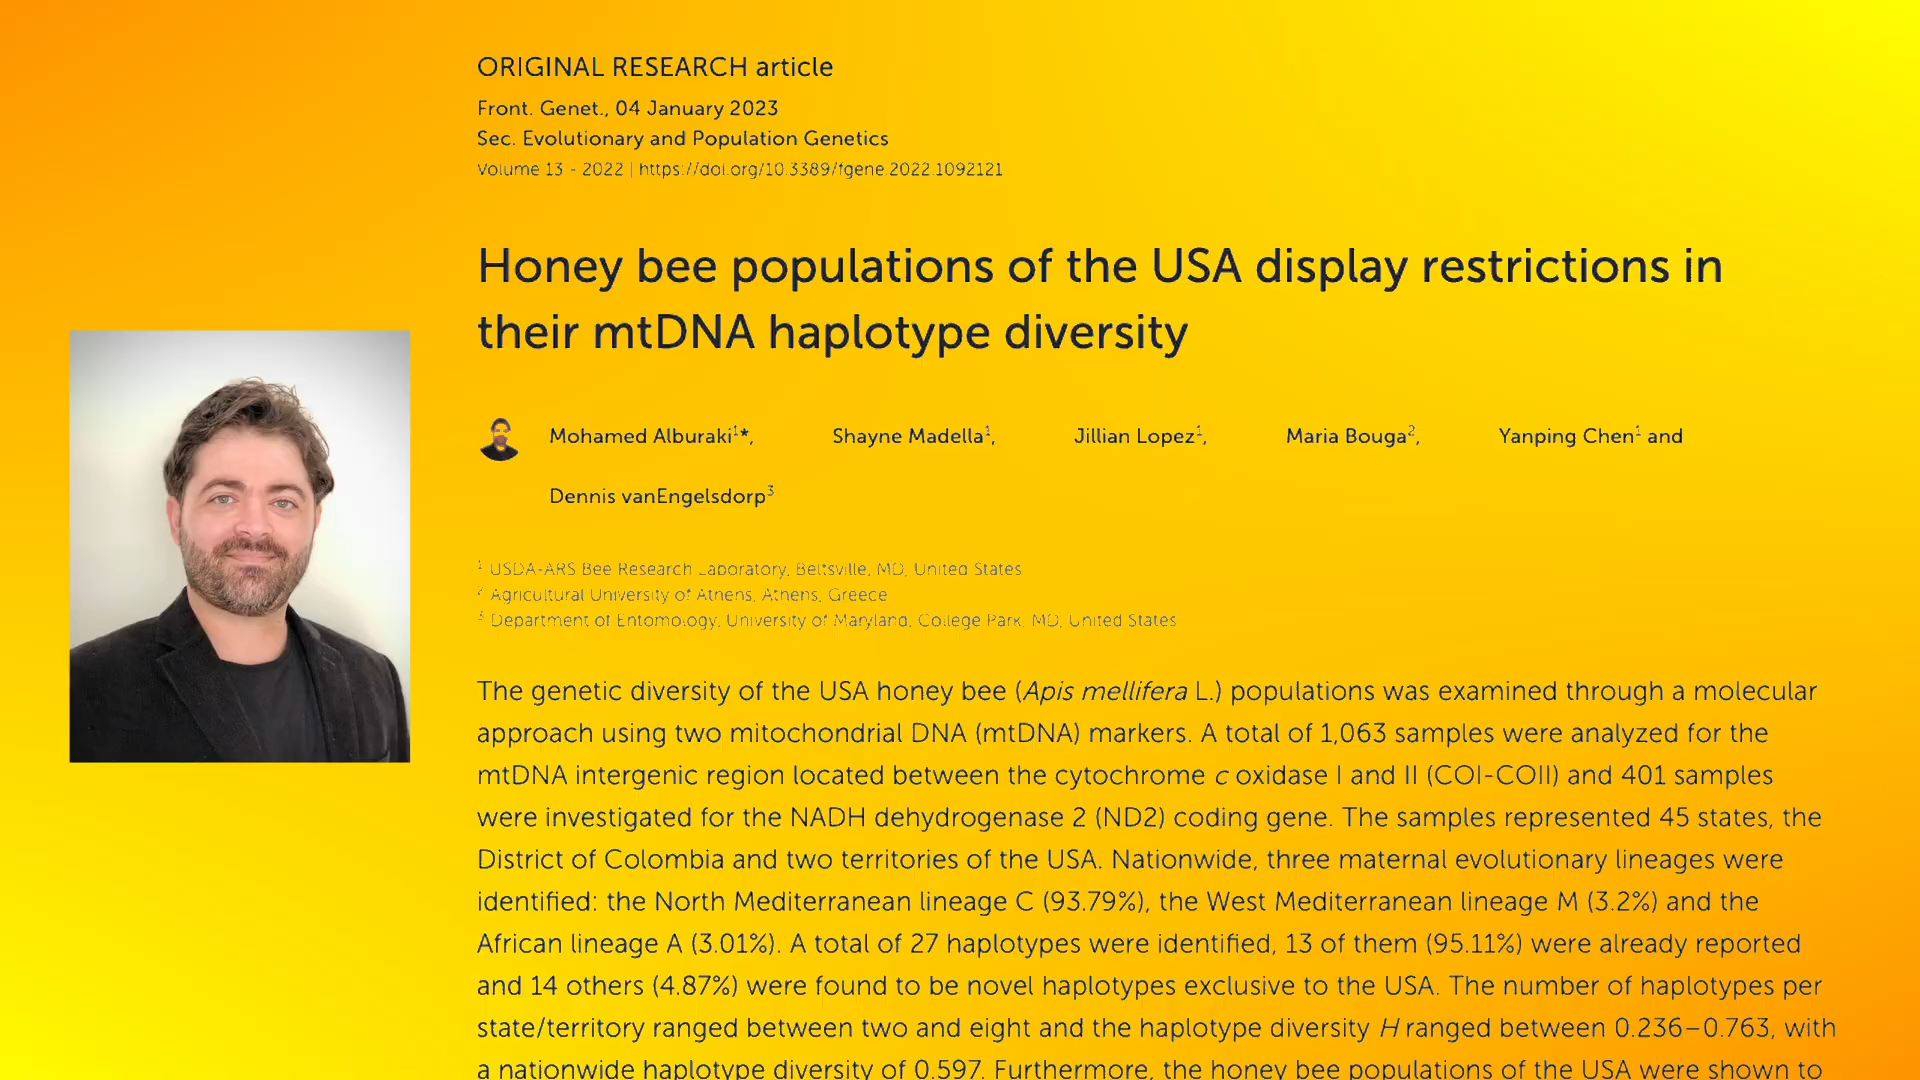 ORIGINAL RESEARCH article
Front. Genet., 04 January 2023
Sec. Evolutionary and Population Genetics
Volume 13 - 2022 | https://doi.org/10.3389/fgene.2022.1092121
Honey bee populations of the USA display restrictions in
their mtDNA haplotype diversity
Mohamed Alburaki1*, Shayne Madella1, Jillian Lopez1, Maria Bouga2, Yanping Chen1 and
Dennis vanEngelsdorp3
1 USDA-ARS Bee Research Laboratory, Beltsville, MD, United States
2 Agricultural University of Athens, Athens, Greece
3 Department of Entomology, University of Maryland, College Park, MD, United States
The genetic diversity of the USA honey bee (Apis mellifera L.) populations was examined through a molecular
approach using two mitochondrial DNA (mtDNA) markers. A total of 1,063 samples were analyzed for the
mtDNA intergenic region located between the cytochrome c oxidase I and II (COI-COII) and 401 samples
were investigated for the NADH dehydrogenase 2 (ND2) coding gene. The samples represented 45 states, the
District of Colombia and two territories of the USA. Nationwide, three maternal evolutionary lineages were
identified: the North Mediterranean lineage C (93.79%), the West Mediterranean lineage M (3.2%) and the
African lineage A (3.01%). A total of 27 haplotypes were identified, 13 of them (95.11%) were already reported
and 14 others (4.87%) were found to be novel haplotypes exclusive to the USA. The number of haplotypes per
state/territory ranged between two and eight and the haplotype diversity H ranged between 0.236–0.763, with
a nationwide haplotype diversity of 0.597. Furthermore, the honey bee populations of the USA were shown to